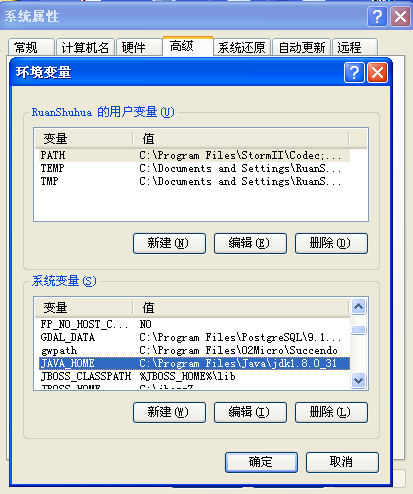 系统属性
常规 计算机名 硬件 高级 系统还原 自动更新 远程
环境变量
RuanShuhua 的用户变量(U)
变量 值
PATH C:\Program Files\StormII\Codec;...
TEMP C:\Documents and Settings\RuanS...
TMP C:\Documents and Settings\RuanS...
新建(N) 编辑(E) 删除(D)
系统变量(S)
变量 值
FP_NO_HOST_C... NO
GDAL_DATA C:\Program Files\PostgreSQL\9.1...
gwpath C:\Program Files\O2Micro\Succendo
JAVA_HOME C:\Program Files\Java\jdk1.8.0_31
JBOSS_CLASSPATH %JBOSS_HOME%\lib
JBOSS_HOME C:\jboss7
新建(W) 编辑(I) 删除(L)
确定 取消